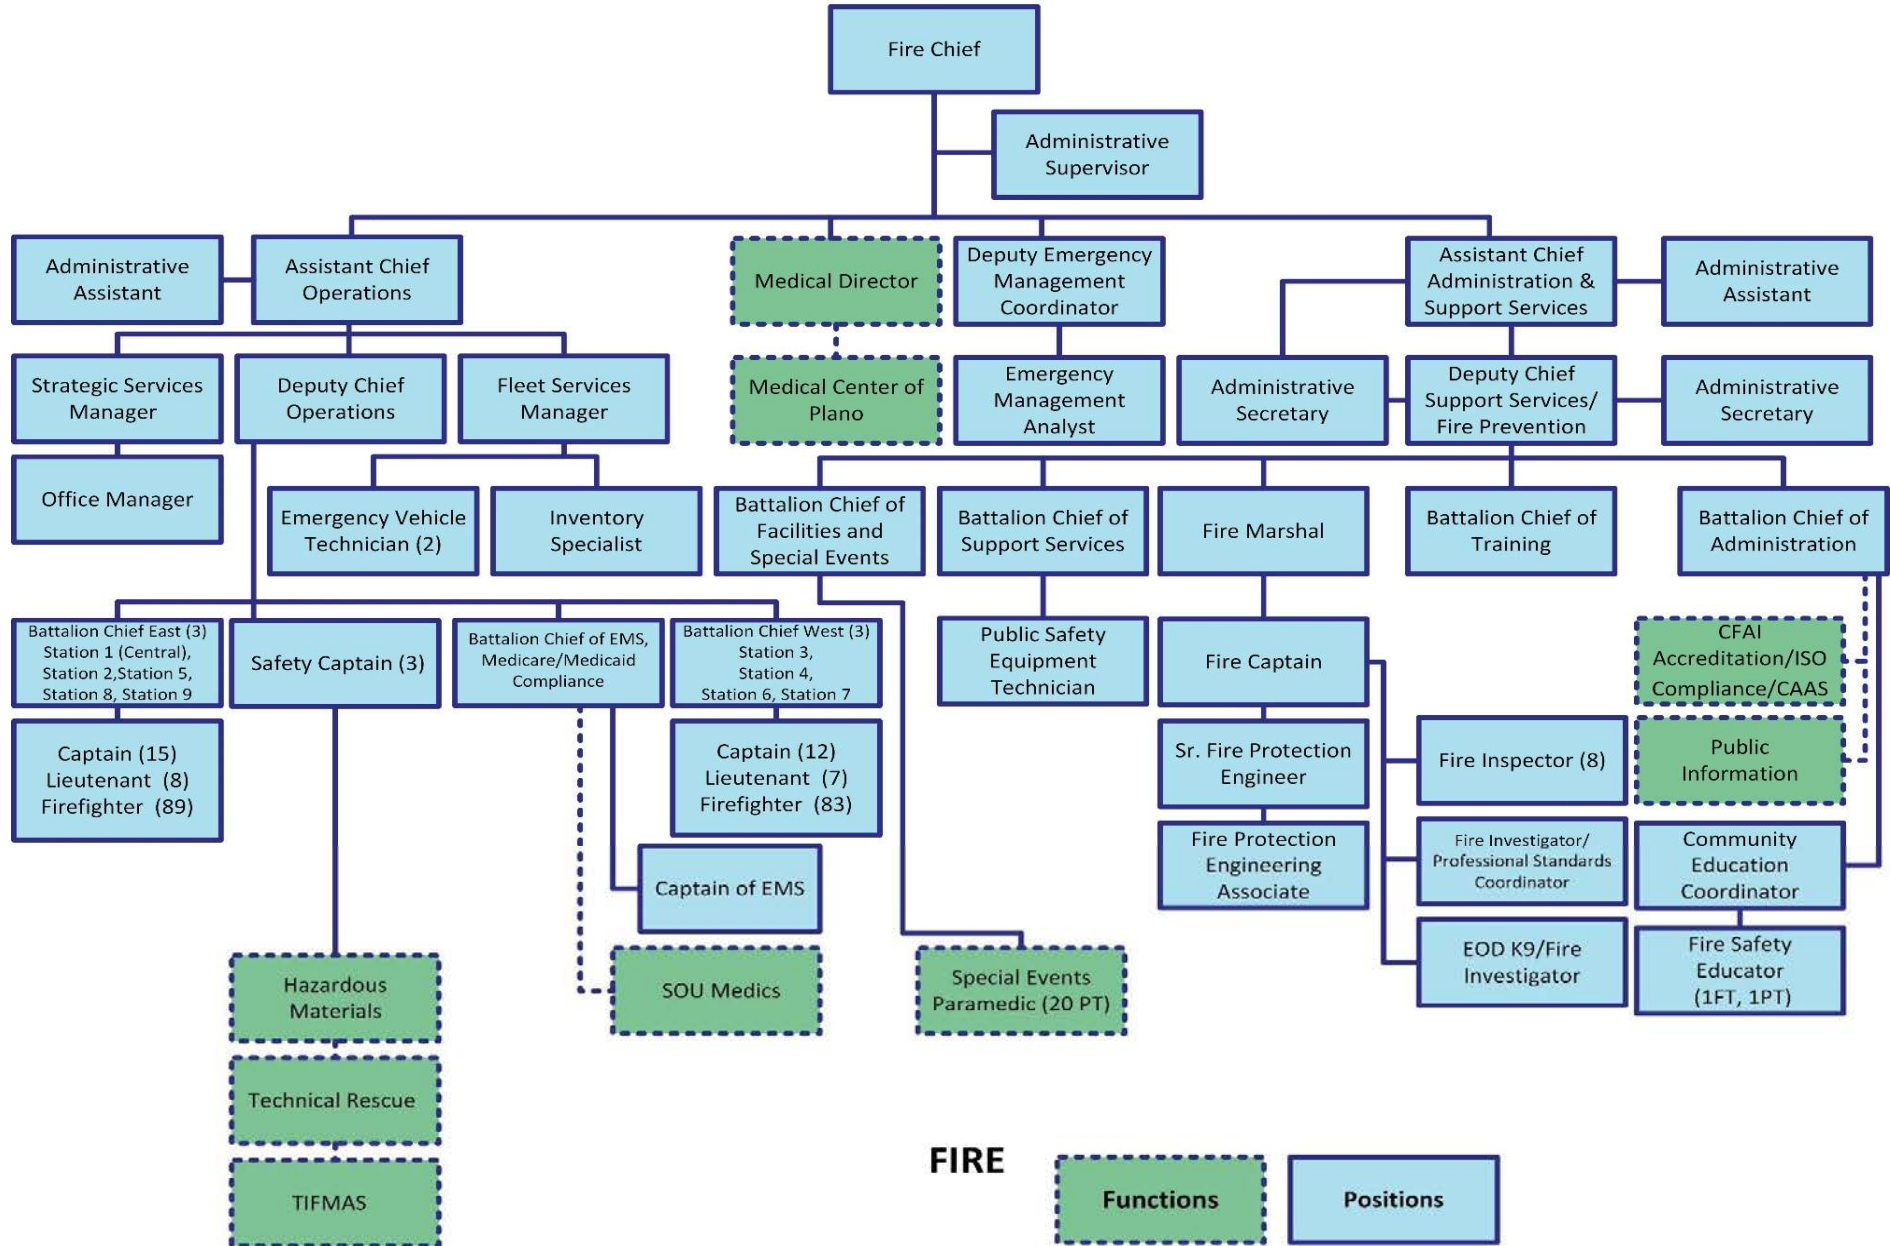 Fire Chief
Administrative
Supervisor
Administrative
Assistant
Assistant Chief
Operations
Medical Director
Deputy Emergency
Management
Coordinator
Assistant Chief
Administration &
Support Services
Administrative
Assistant
Strategic Services
Manager
Deputy Chief
Operations
Fleet Services
Manager
Medical Center of
Plano
Emergency
Management
Analyst
Administrative
Secretary
Deputy Chief
Support Services/
Fire Prevention
Administrative
Secretary
Office Manager
Emergency Vehicle
Technician (2)
Inventory
Specialist
Battalion Chief of
Facilities and
Special Events
Battalion Chief of
Support Services
Fire Marshal
Battalion Chief of
Training
Battalion Chief of
Administration
Battalion Chief East (3)
Station 1 (Central),
Station 2,Station 5,
Station 8, Station 9
Safety Captain (3)
Battalion Chief of EMS,
Medicare/Medicaid
Compliance
Battalion Chief West (3)
Station 3,
Station 4,
Station 6, Station 7
Public Safety
Equipment
Technician
Fire Captain
CFAI
Accreditation/ISO
Compliance/CAAS
Captain (15)
Lieutenant (8)
Firefighter (89)
Captain (12)
Lieutenant (7)
Firefighter (83)
Sr. Fire Protection
Engineer
Fire Inspector (8)
Public
Information
Captain of EMS
Fire Protection
Engineering
Associate
Fire Investigator/
Professional Standards
Coordinator
Community
Education
Coordinator
Hazardous
Materials
SOU Medics
Special Events
Paramedic (20 PT)
EOD K9/Fire
Investigator
Fire Safety
Educator
(1FT, 1PT)
Technical Rescue
TIFMAS
FIRE
Functions
Positions